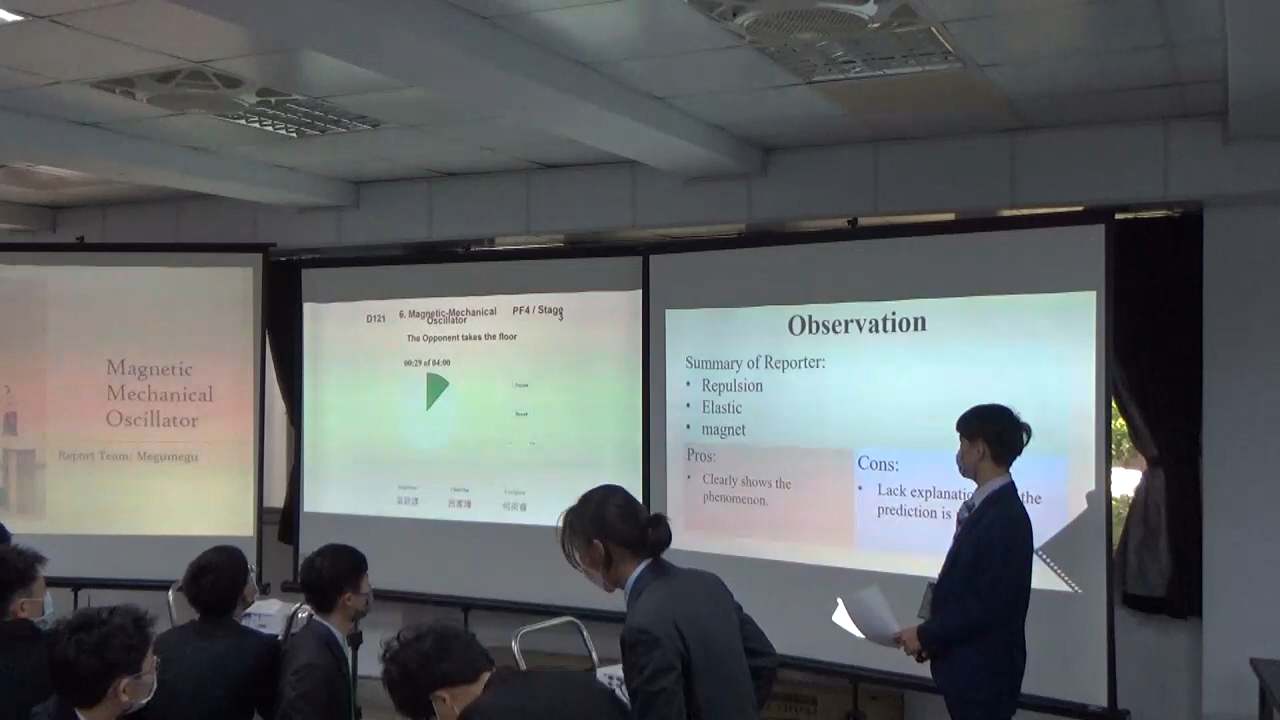 Magnetic
Mechanical
Oscillator
Report Team: Megumegu
D121
6. Magnetic-Mechanical
Oscillator
PF4 / Stage
3
The Opponent takes the floor
00:29 of 04:00
Observation
Summary of Reporter:
• Repulsion
• Elastic
• magnet
Pros:
• Clearly shows the
phenomenon.
Cons:
• Lack the
prediction is